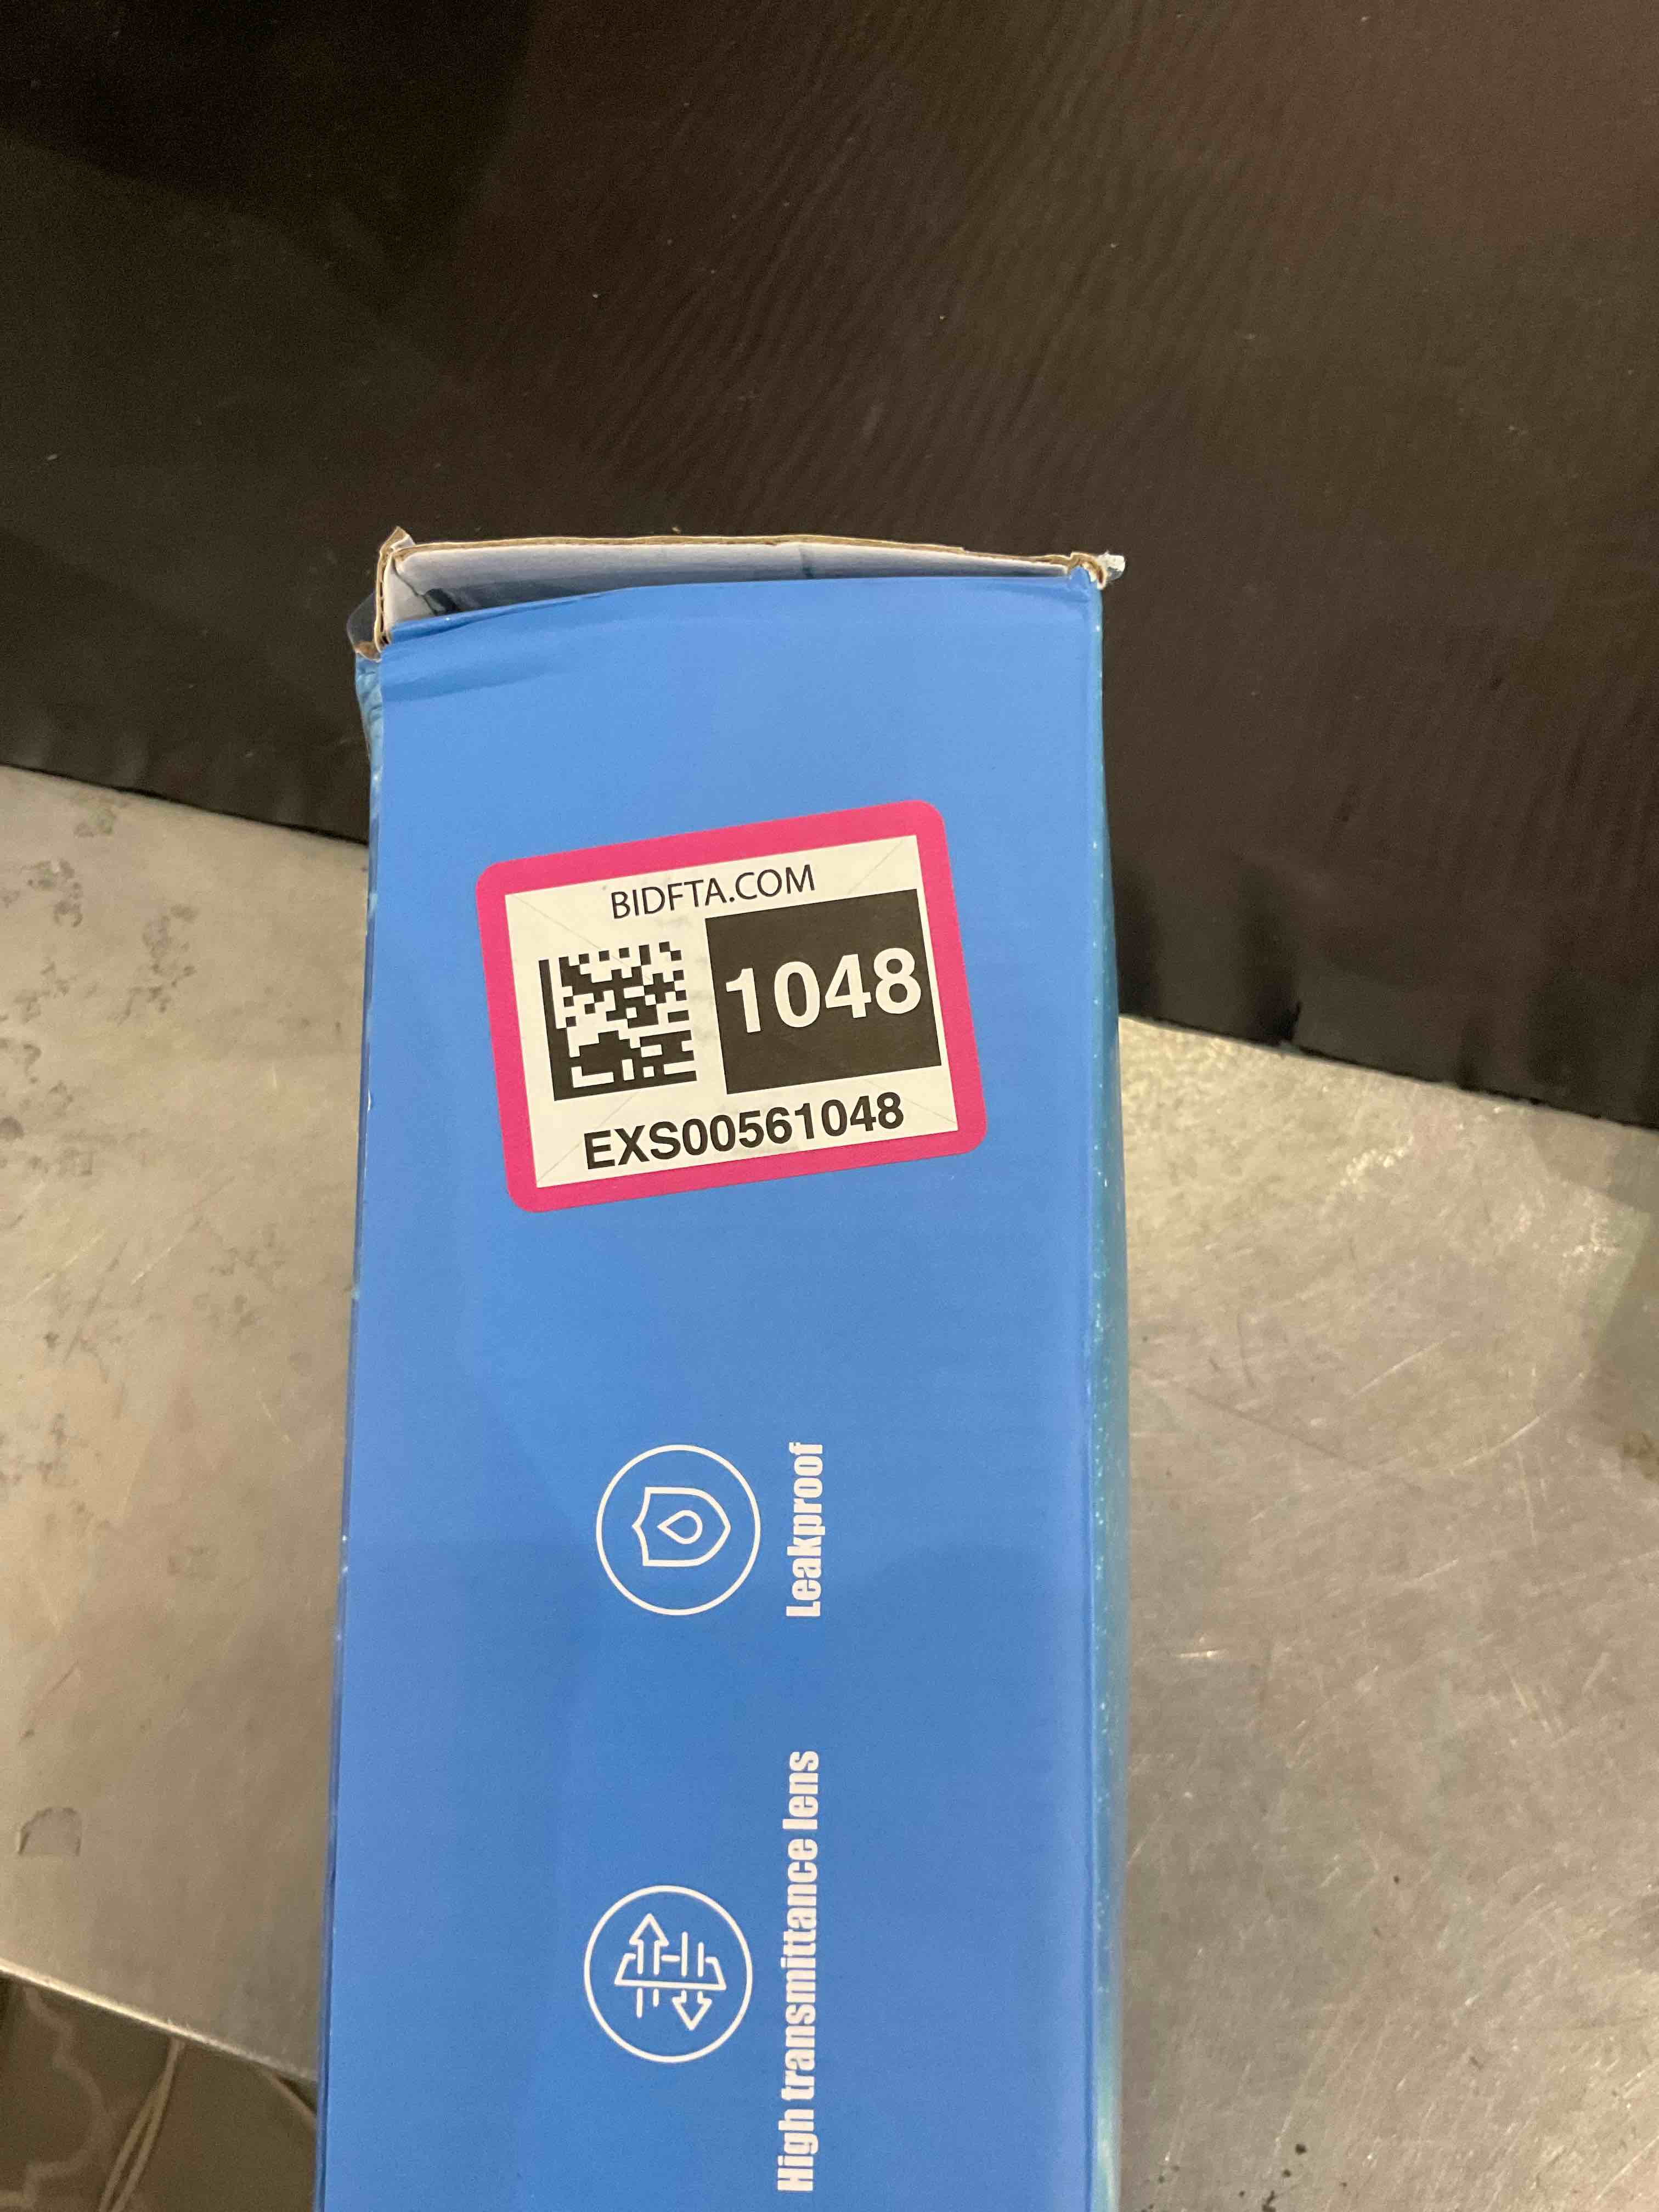 BIDFTA.COM
1048
EXS00561048
Leakproof
High transmittance lens